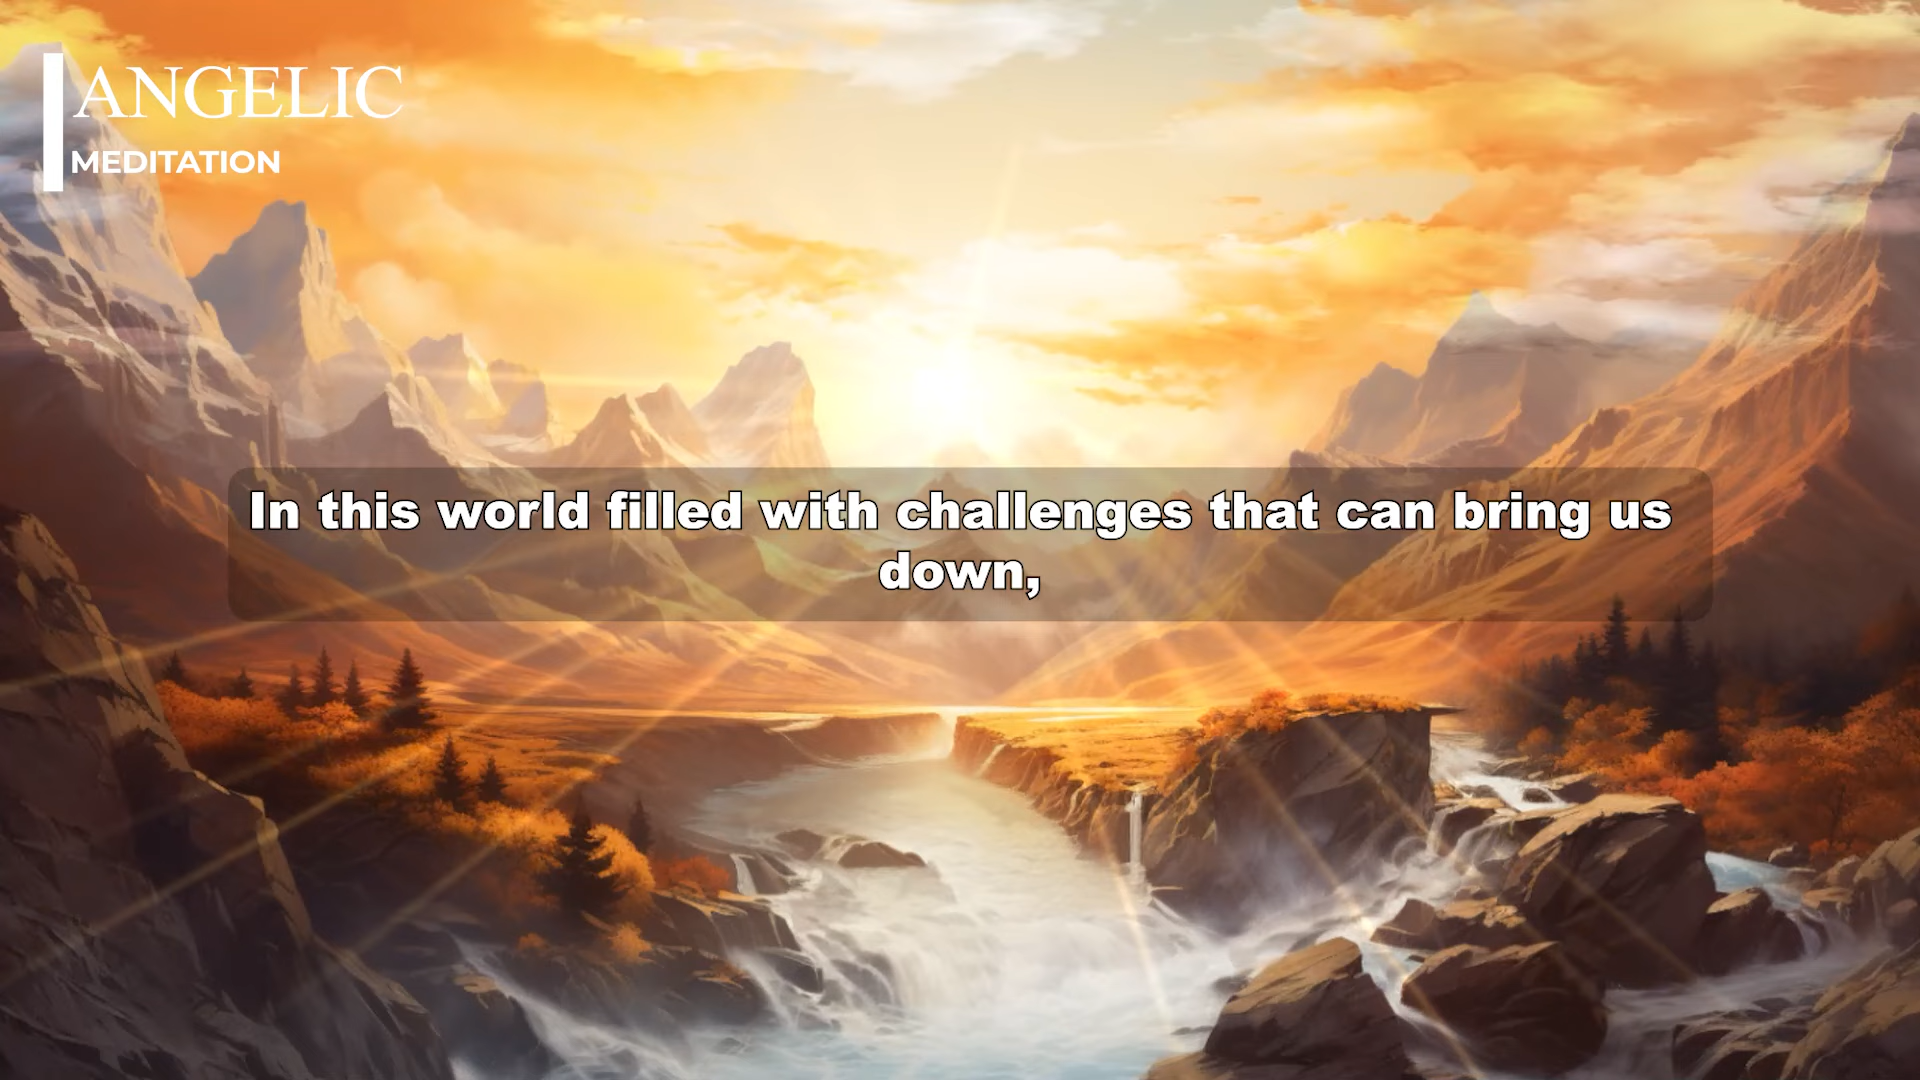 ANGELIC
MEDITATION
In this world filled with challenges that can bring us
down,